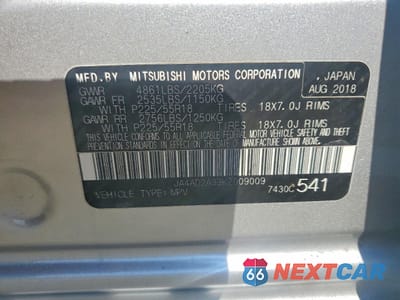 MFD.BY MITSUBISHI MOTORS CORPORATION , JAPAN
GVWR 4861LBS/2205KG AUG 2018
GAWR FR 2535LBS/1150KG
WITH P225/55R18 TIRES, 18X7.0J RIMS
GAWR RR 2756LBS/1250KG
WITH P225/55R18 TIRES, 18X7.0J RIMS
THIS VEHICLE CONFORMS TO ALL APPLICABLE FEDERAL MOTOR VEHICLE SAFETY, BUMPER, AND THEFT
PREVENTION STANDARDS IN EFFECT ON THE DATE OF MANUFACTURE SHOWN ABOVE.
VEHICLE TYPE:MPV 7430C 541
66 NEXTCAR